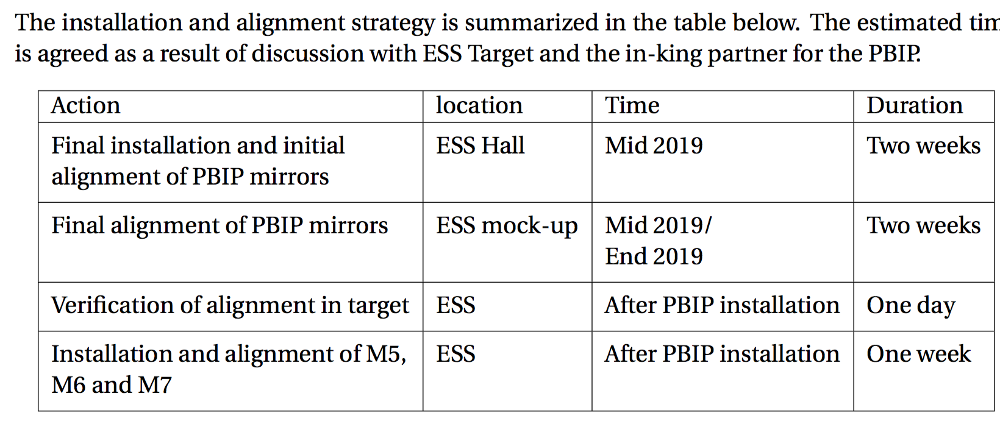 The installation and alignment strategy is summarized in the table below. The estimated
is agreed as a result of discussion with ESS Target and the in-king partner for the PBIP.
Action location Time Duration
Final installation and initial ESS Hall Mid 2019 Two weeks
alignment of PBIP mirrors
Final alignment of PBIP mirrors ESS mock-up Mid 2019/ Two weeks
End 2019
Verification of alignment in target ESS After PBIP installation One day
Installation and alignment of M5, ESS After PBIP installation One week
M6 and M7